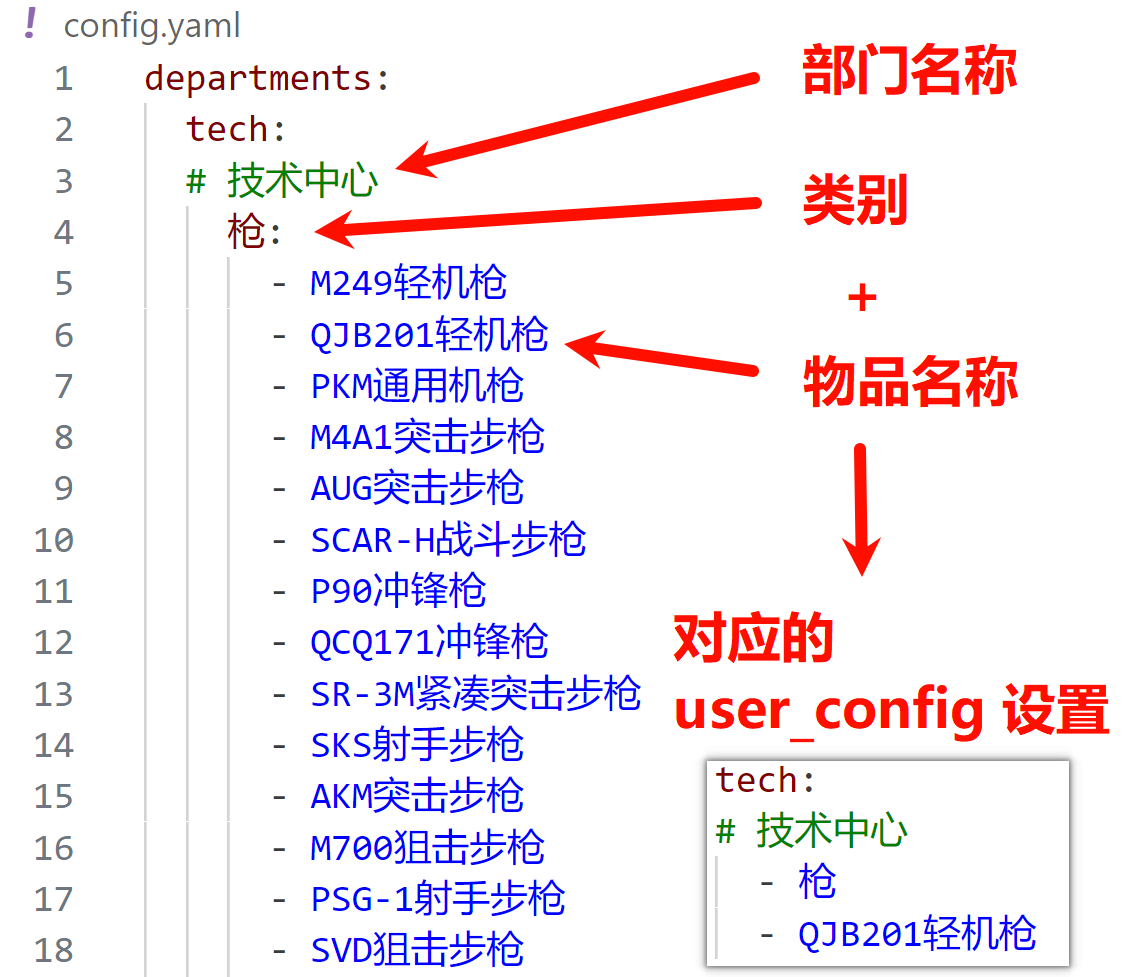 ! config.yaml
1 departments:
2 tech:
3 # 技术中心
4 枪:
5 - M249轻机枪
6 - QJB201轻机枪
7 - PKM通用机枪
8 - M4A1突击步枪
9 - AUG突击步枪
10 - SCAR-H战斗步枪
11 - P90冲锋枪
12 - QCQ171冲锋枪
13 - SR-3M紧凑突击步枪
14 - SKS射手步枪
15 - AKM突击步枪
16 - M700狙击步枪
17 - PSG-1射手步枪
18 - SVD狙击步枪
部门名称
类别
+
物品名称
对应的
user_config 设置
tech:
# 技术中心
- 枪
- QJB201轻机枪